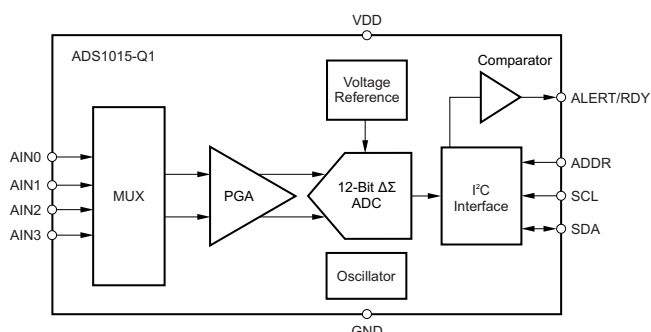 VDD
ADS1015-Q1
Comparator
Voltage
Reference
ALERT/RDY
AIN0
AIN1
AIN2
AIN3
MUX
PGA
12-Bit ΔΣ
ADC
I²C
Interface
ADDR
SCL
SDA
Oscillator
GND